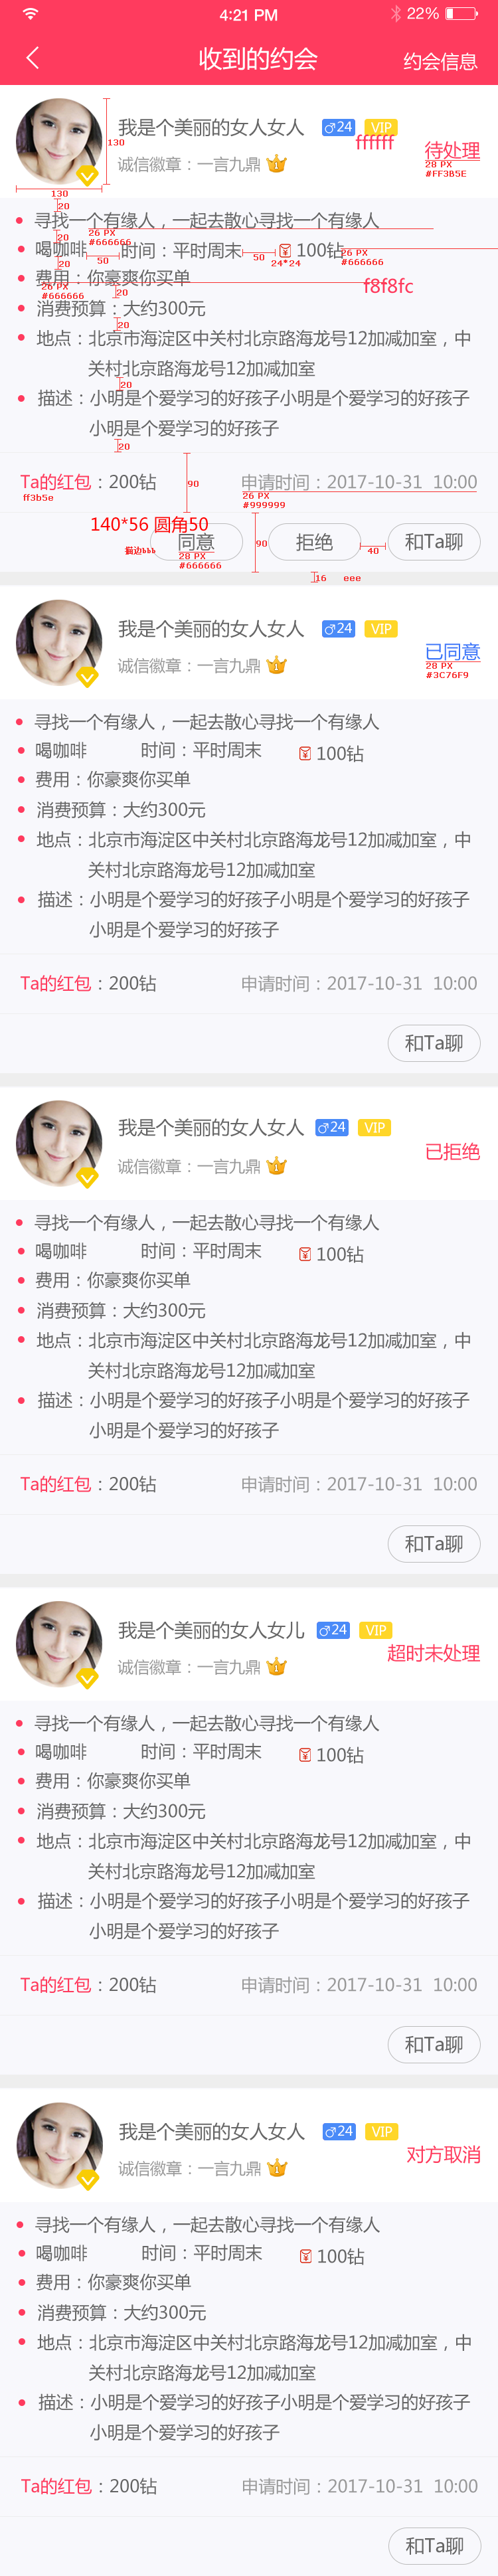 4:21 PM 22%
收到的约会 约会信息
我是个美丽的女人女人 ♂24 VIP
ffffff
130
诚信徽章：一言九鼎
待处理
28 PX
#FF3B5E
130
20
寻找一个有缘人，一起去散心寻找一个有缘人
20
26 PX
#666666
喝咖啡 时间：平时周末 100钻
50
50
24*24
26 PX
#666666
20
费用：你豪爽你买单
f8f8fc
26 PX
#666666
20
消费预算：大约300元
20
地点：北京市海淀区中关村北京路海龙号12加减加室，中
关村北京路海龙号12加减加室
20
描述：小明是个爱学习的好孩子小明是个爱学习的好孩子
小明是个爱学习的好孩子
20
Ta的红包：200钻 申请时间：2017-10-31 10:00
ff3b5e
90
26 PX
#999999
140*56 圆角50
描边bbb
同意 拒绝 和Ta聊
28 PX
#666666
90
40
16 eee
我是个美丽的女人女人 ♂24 VIP
诚信徽章：一言九鼎
已同意
28 PX
#3C76F9
寻找一个有缘人，一起去散心寻找一个有缘人
喝咖啡 时间：平时周末 100钻
费用：你豪爽你买单
消费预算：大约300元
地点：北京市海淀区中关村北京路海龙号12加减加室，中
关村北京路海龙号12加减加室
描述：小明是个爱学习的好孩子小明是个爱学习的好孩子
小明是个爱学习的好孩子
Ta的红包：200钻 申请时间：2017-10-31 10:00
和Ta聊
我是个美丽的女人女人 ♂24 VIP
诚信徽章：一言九鼎
已拒绝
寻找一个有缘人，一起去散心寻找一个有缘人
喝咖啡 时间：平时周末 100钻
费用：你豪爽你买单
消费预算：大约300元
地点：北京市海淀区中关村北京路海龙号12加减加室，中
关村北京路海龙号12加减加室
描述：小明是个爱学习的好孩子小明是个爱学习的好孩子
小明是个爱学习的好孩子
Ta的红包：200钻 申请时间：2017-10-31 10:00
和Ta聊
我是个美丽的女人女儿 ♂24 VIP
诚信徽章：一言九鼎
超时未处理
寻找一个有缘人，一起去散心寻找一个有缘人
喝咖啡 时间：平时周末 100钻
费用：你豪爽你买单
消费预算：大约300元
地点：北京市海淀区中关村北京路海龙号12加减加室，中
关村北京路海龙号12加减加室
描述：小明是个爱学习的好孩子小明是个爱学习的好孩子
小明是个爱学习的好孩子
Ta的红包：200钻 申请时间：2017-10-31 10:00
和Ta聊
我是个美丽的女人女人 ♂24 VIP
诚信徽章：一言九鼎
对方取消
寻找一个有缘人，一起去散心寻找一个有缘人
喝咖啡 时间：平时周末 100钻
费用：你豪爽你买单
消费预算：大约300元
地点：北京市海淀区中关村北京路海龙号12加减加室，中
关村北京路海龙号12加减加室
描述：小明是个爱学习的好孩子小明是个爱学习的好孩子
小明是个爱学习的好孩子
Ta的红包：200钻 申请时间：2017-10-31 10:00
和Ta聊